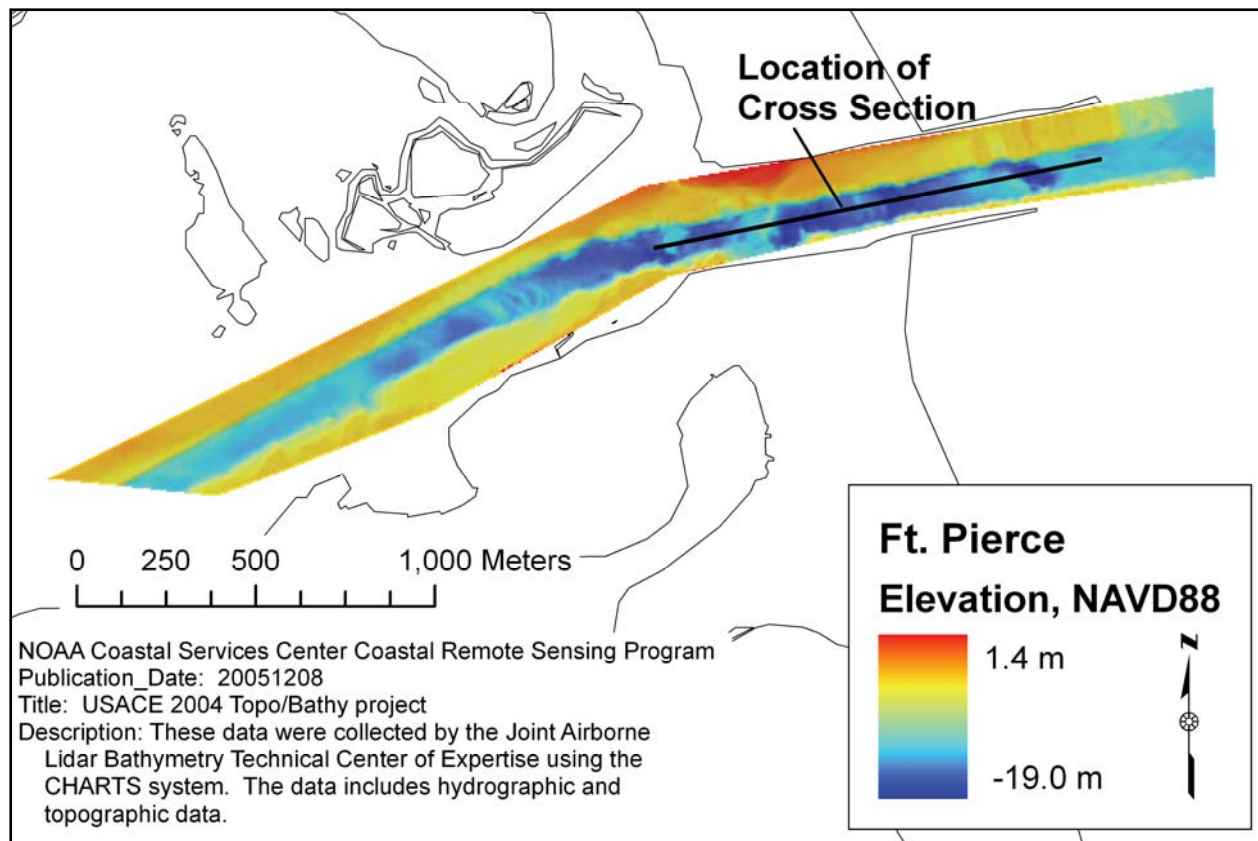 Location of
Cross Section
0 250 500 1,000 Meters
NOAA Coastal Services Center Coastal Remote Sensing Program
Publication_Date: 20051208
Title: USACE 2004 Topo/Bathy project
Description: These data were collected by the Joint Airborne
Lidar Bathymetry Technical Center of Expertise using the
CHARTS system. The data includes hydrographic and
topographic data.
Ft. Pierce
Elevation, NAVD88
1.4 m
-19.0 m
N